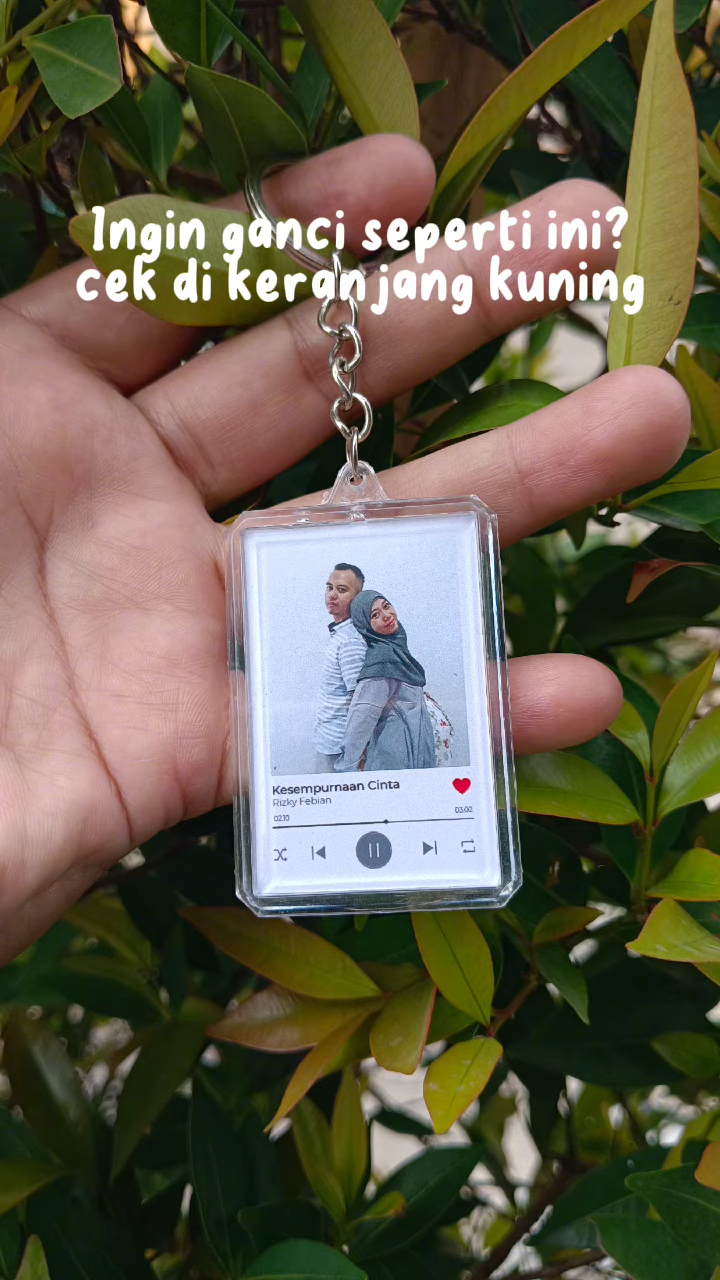 Ingin ganci seperti ini?
cek di keranjang kuning
Kesempurnaan Cinta
Rizky Febian
02.10 03.02